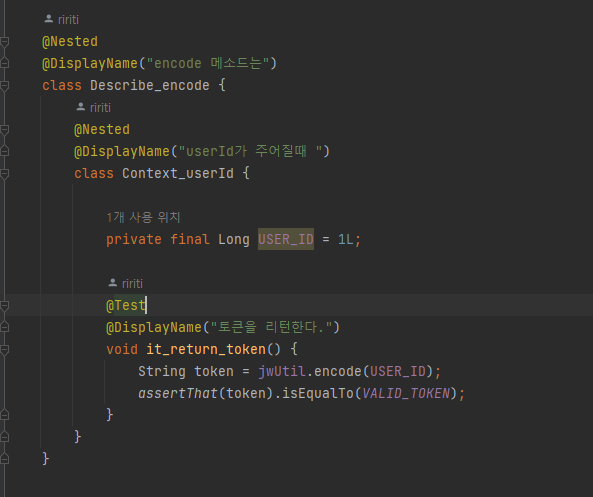 ririti
@Nested
@DisplayName("encode 메소드는")
class Describe_encode {
ririti
@Nested
@DisplayName("userId가 주어질때 ")
class Context_userId {
1개 사용 위치
private final Long USER_ID = 1L;
ririti
@Test
@DisplayName("토큰을 리턴한다.")
void it_return_token() {
String token = jwUtil.encode(USER_ID);
assertThat(token).isEqualTo(VALID_TOKEN);
}
}
}